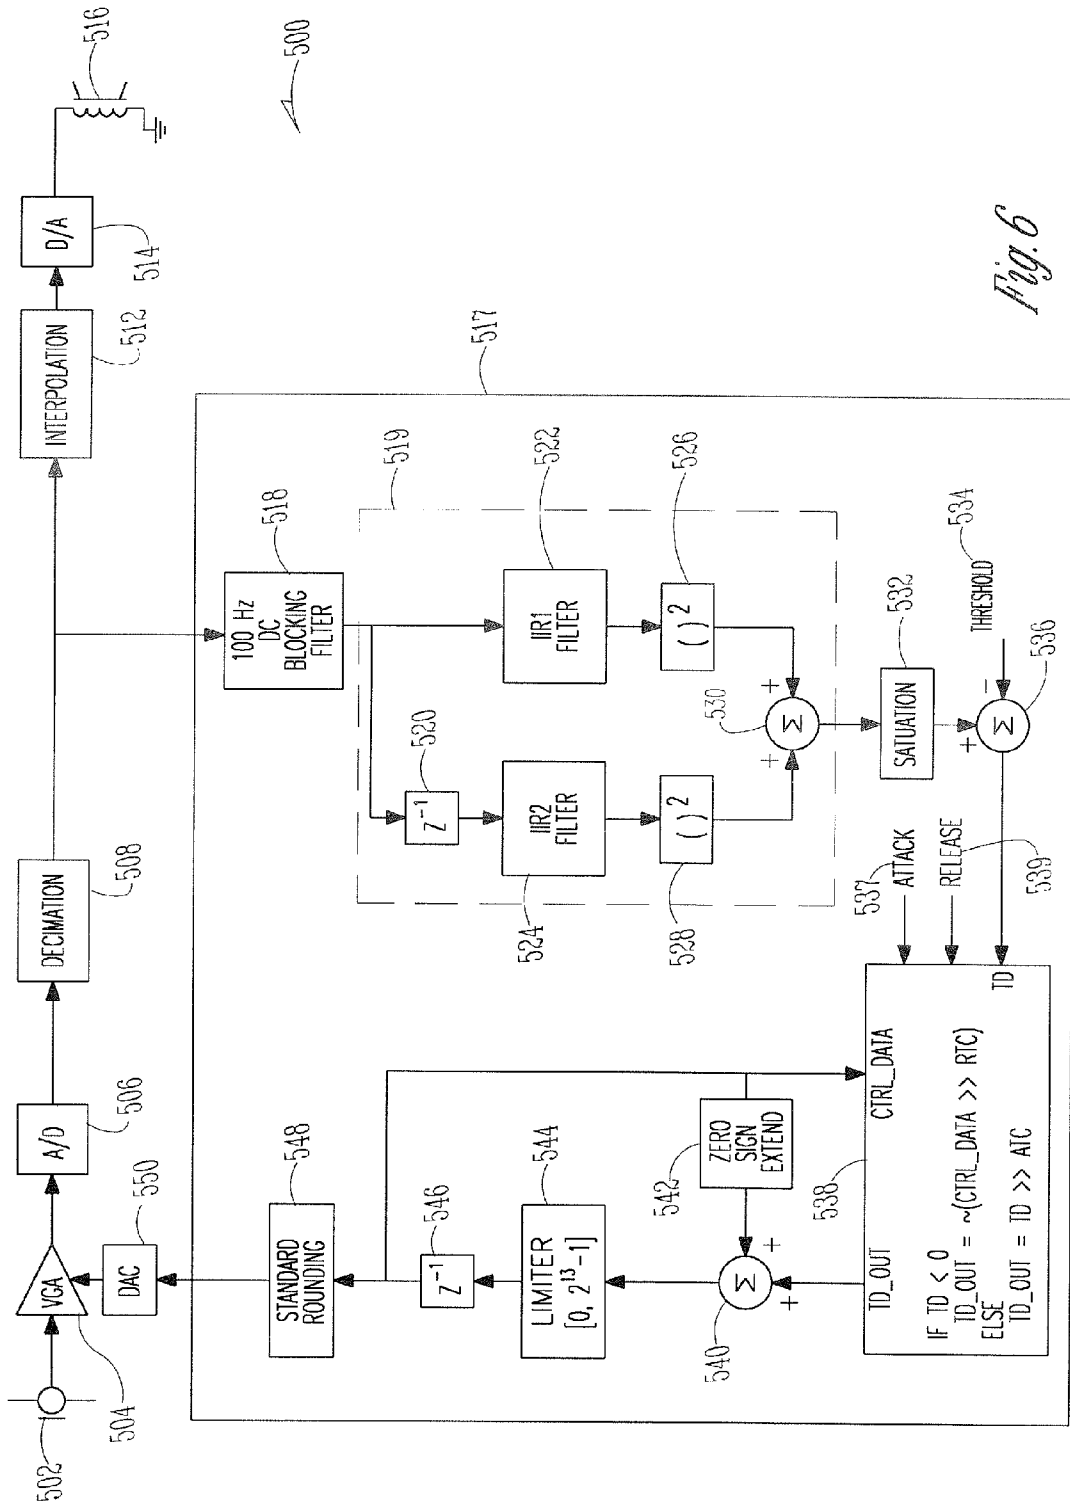 502
VGA
504
A/D
506
DECIMATION
508
INTERPOLATION
512
D/A
514
516
500
DAC
550
517
100 Hz
DC
BLOCKING
FILTER
518
519
Z⁻¹
520
IIR1
FILTER
522
IIR2
FILTER
524
( )²
526
( )²
528
+
+
Σ
530
SATUATION
532
THRESHOLD
534
+
−
Σ
536
537
ATTACK
RELEASE
539
STANDARD
ROUNDING
548
Z⁻¹
546
LIMITER
[0, 2¹³−1]
544
ZERO
SIGN
EXTEND
542
+
+
Σ
540
538
TD_OUT
CTRL_DATA
TD
IF TD < 0
TD_OUT = ~(CTRL_DATA >> RTC)
ELSE
TD_OUT = TD >> ATC
Fig. 6